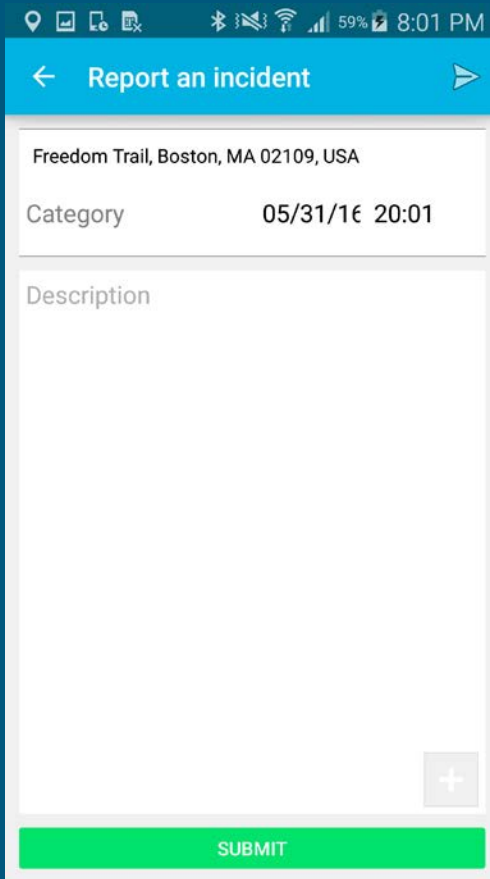 59% 8:01 PM
Report an incident
Freedom Trail, Boston, MA 02109, USA
Category 05/31/16 20:01
Description
SUBMIT